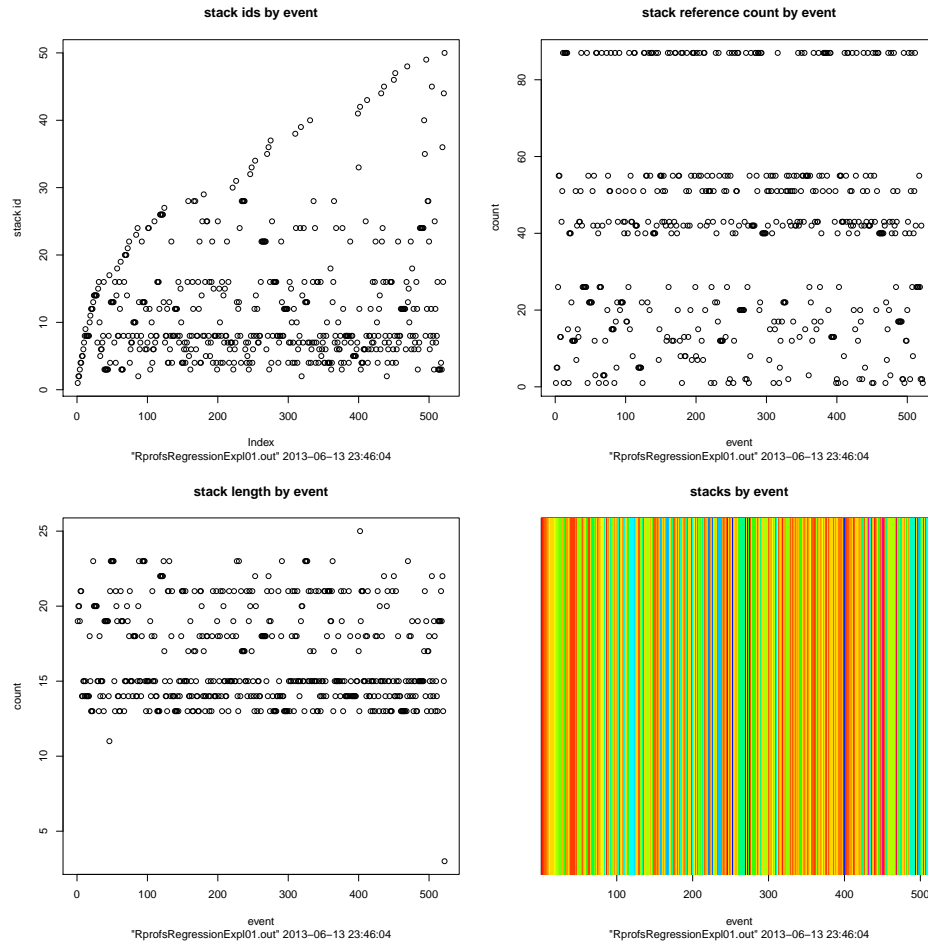 stack ids by event
50
40
30
20
10
0
stack id
0 100 200 300 400 500
Index
"RprofsRegressionExpl01.out" 2013−06−13 23:46:04
stack reference count by event
80
60
40
20
0
count
0 100 200 300 400 500
event
"RprofsRegressionExpl01.out" 2013−06−13 23:46:04
stack length by event
25
20
15
10
5
count
0 100 200 300 400 500
event
"RprofsRegressionExpl01.out" 2013−06−13 23:46:04
stacks by event
100 200 300 400 500
events
"RprofsRegressionExpl01.out" 2013−06−13 23:46:04